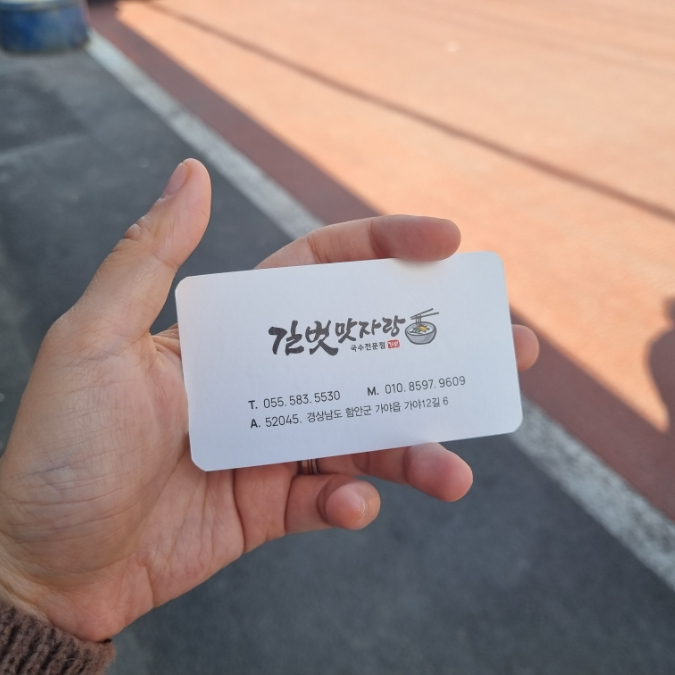 길벗맛자랑
국수전문점
T. 055. 583. 5530 M. 010. 8597. 9609
A. 52045. 경상남도 함안군 가야읍 가야12길 6